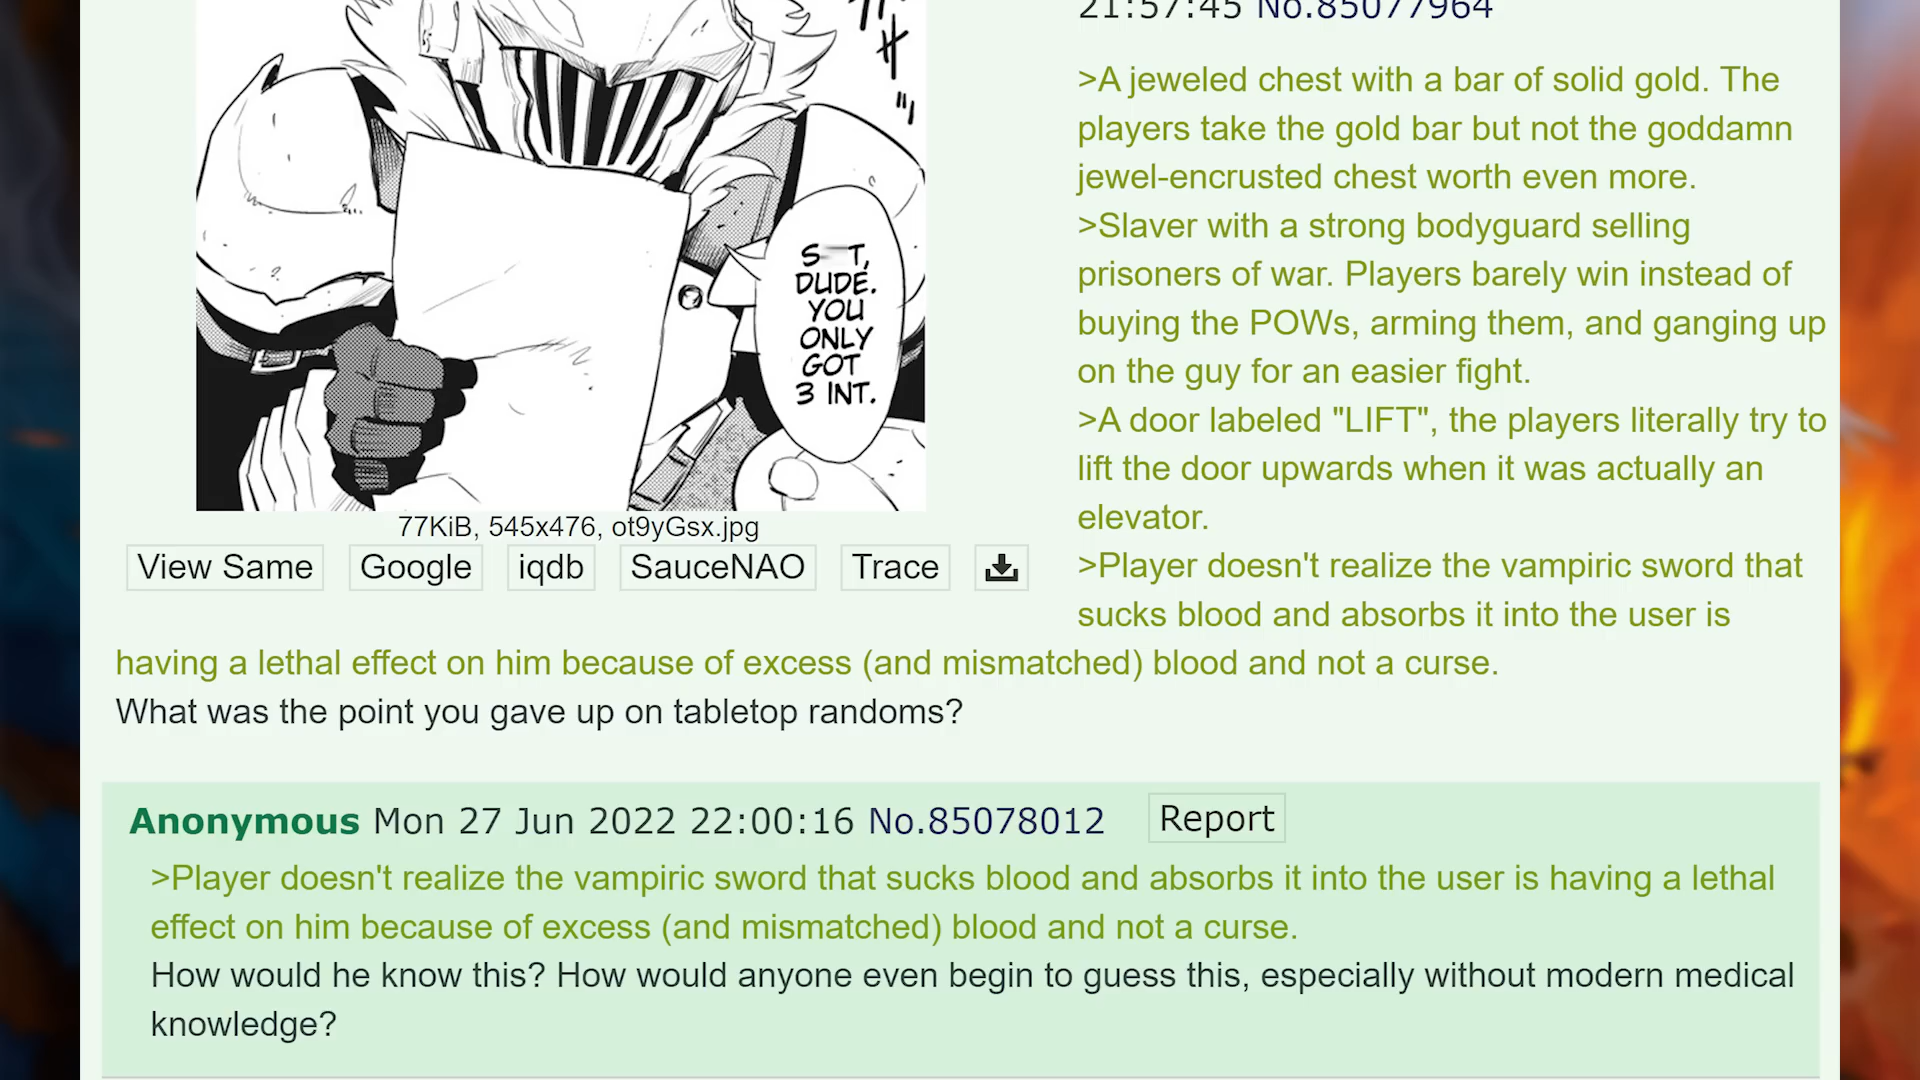 21:57:45 No.85077964
S T,
DUDE.
YOU
ONLY
GOT
3 INT.
77KiB, 545x476, ot9yGsx.jpg
View Same Google iqdb SauceNAO Trace
>A jeweled chest with a bar of solid gold. The
players take the gold bar but not the goddamn
jewel-encrusted chest worth even more.
>Slaver with a strong bodyguard selling
prisoners of war. Players barely win instead of
buying the POWs, arming them, and ganging up
on the guy for an easier fight.
>A door labeled "LIFT", the players literally try to
lift the door upwards when it was actually an
elevator.
>Player doesn't realize the vampiric sword that
sucks blood and absorbs it into the user is
having a lethal effect on him because of excess (and mismatched) blood and not a curse.
What was the point you gave up on tabletop randoms?
Anonymous Mon 27 Jun 2022 22:00:16 No.85078012 Report
>Player doesn't realize the vampiric sword that sucks blood and absorbs it into the user is having a lethal
effect on him because of excess (and mismatched) blood and not a curse.
How would he know this? How would anyone even begin to guess this, especially without modern medical
knowledge?